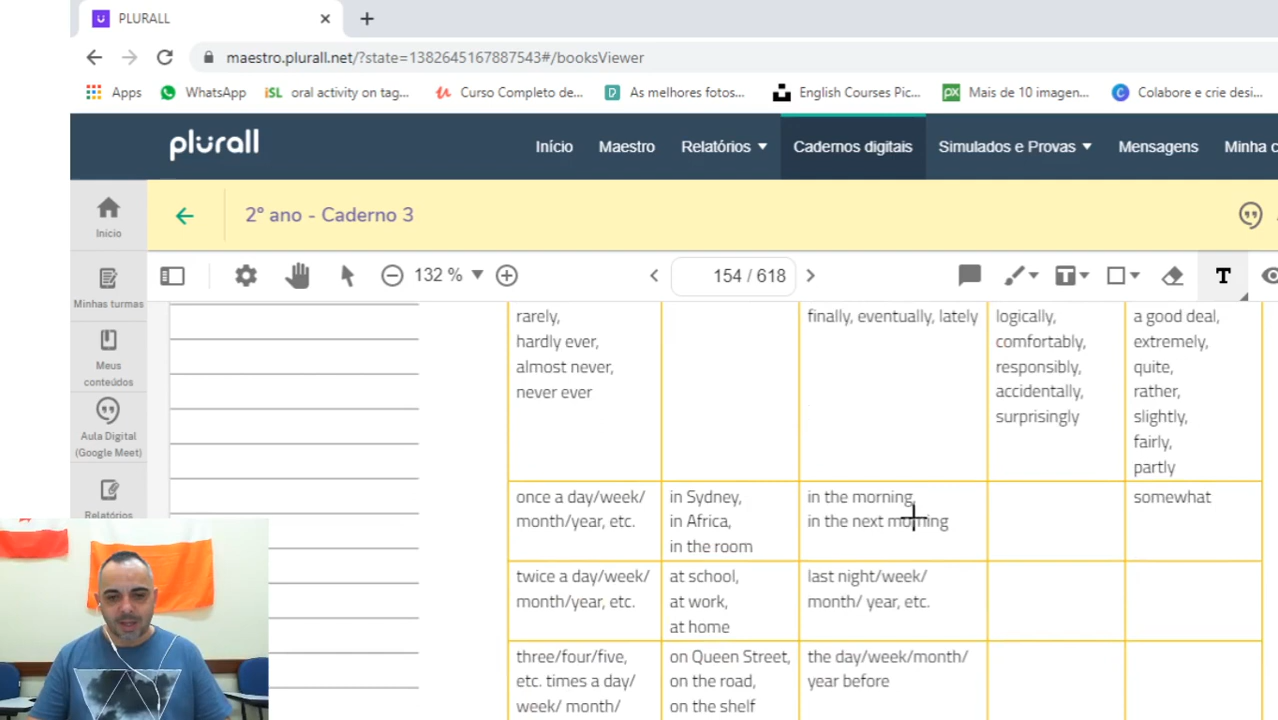 PLURALL
maestro.plurall.net/?state=1382645167887543#/booksViewer
Apps WhatsApp iSL oral activity on tag... Curso Completo de... As melhores fotos... English Courses Pic... px Mais de 10 imagen... C Colabore e crie desi...
plurall Início Maestro Relatórios Cadernos digitais Simulados e Provas Mensagens Minha c
2º ano - Caderno 3
132 % 154 / 618 T T
Inicio
Minhas turmas
Meus
conteúdos
Aula Digital
(Google Meet)
Relatórios
rarely,
hardly ever,
almost never,
never ever
finally, eventually, lately
logically,
comfortably,
responsibly,
accidentally,
surprisingly
a good deal,
extremely,
quite,
rather,
slightly,
fairly,
partly
once a day/week/
month/year, etc.
in Sydney,
in Africa,
in the room
in the morning,
in the next morning
somewhat
twice a day/week/
month/year, etc.
at school,
at work,
at home
last night/week/
month/ year, etc.
three/four/five,
etc. times a day/
week/ month/
on Queen Street,
on the road,
on the shelf
the day/week/month/
year before